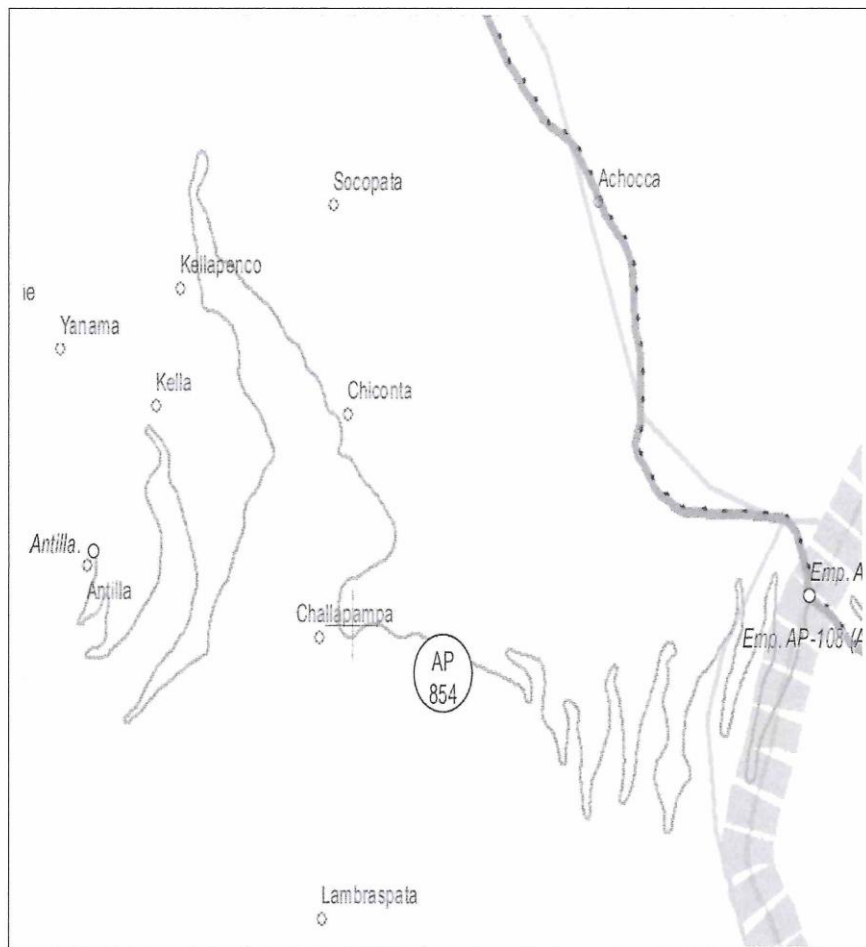 Socopata
Achocca
Kellapenco
ie
Yanama
Kella
Chiconta
Antilla.
Antilla
Emp. A
Challapampa
Emp. AP-108 (A
AP
854
Lambraspata